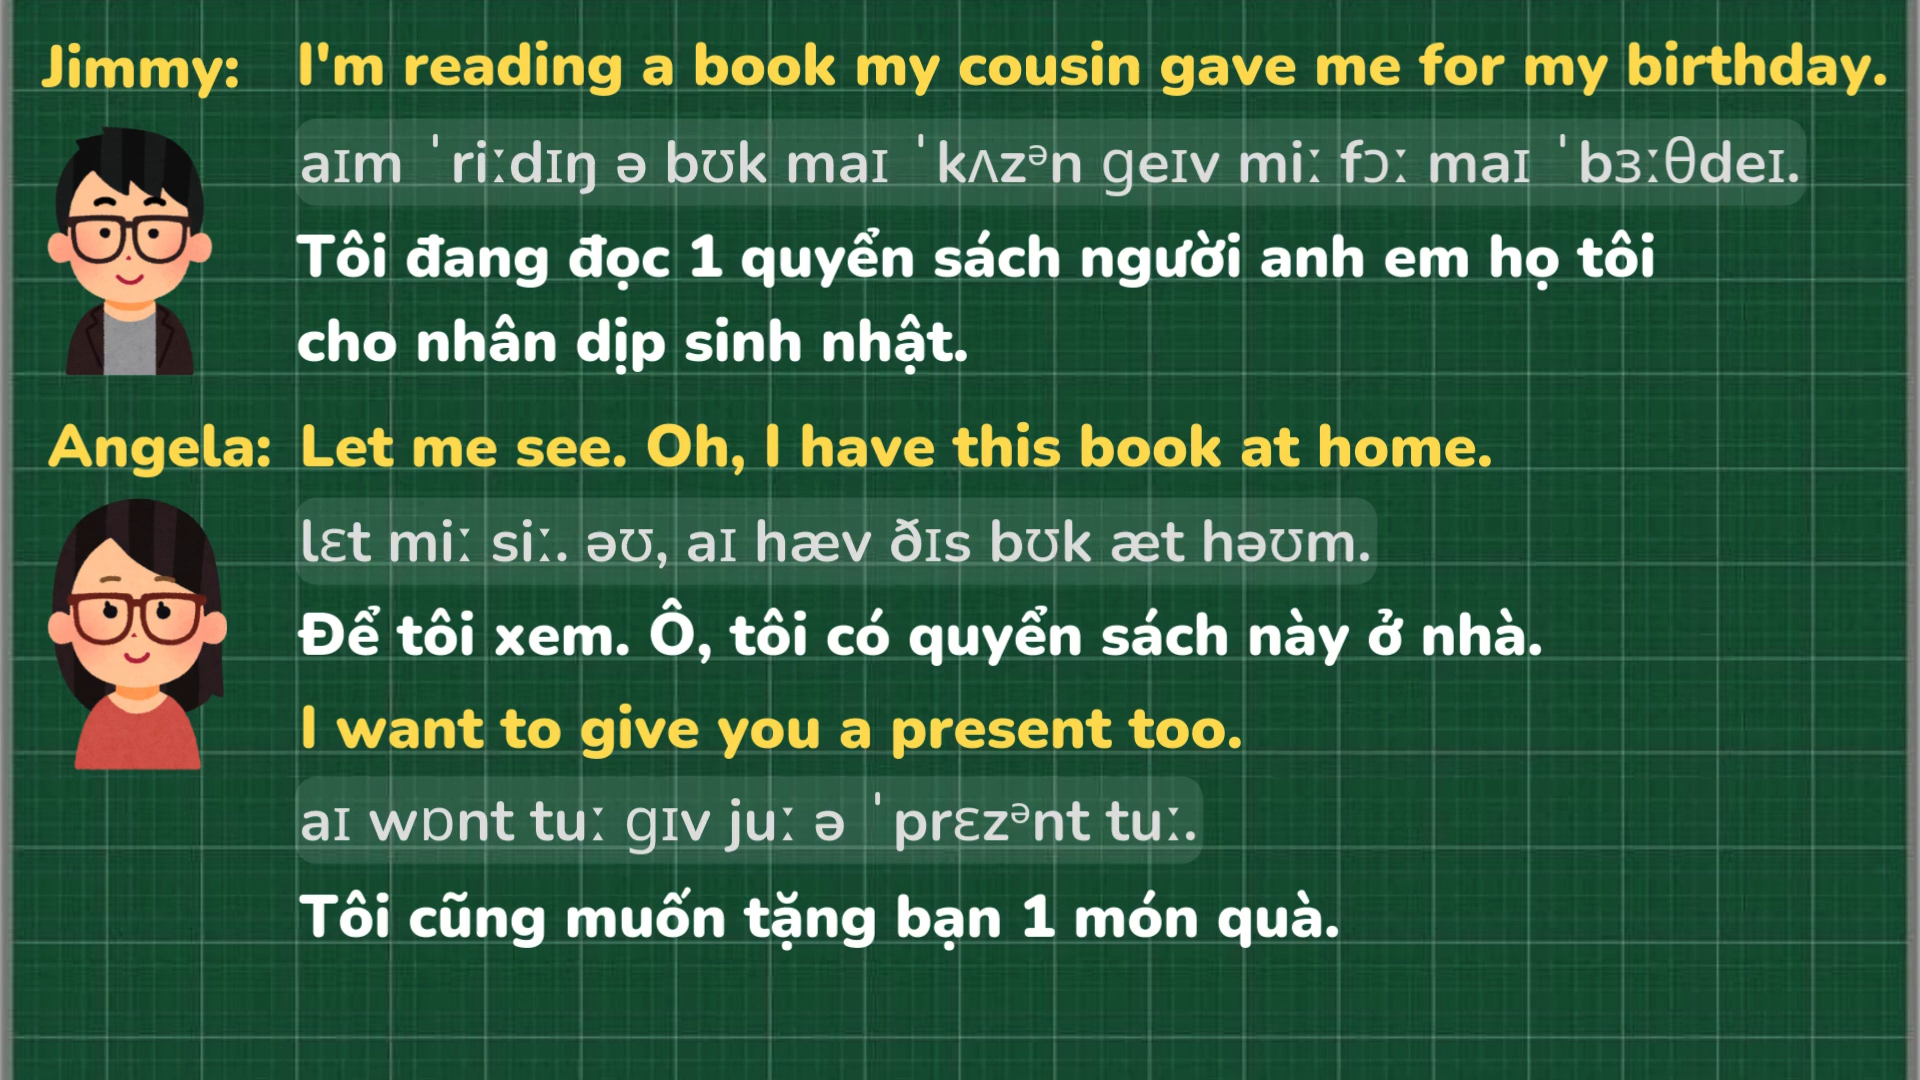 Jimmy: I'm reading a book my cousin gave me for my birthday.
aɪm ˈriːdɪŋ ə bʊk maɪ ˈkʌzᵊn ɡeɪv miː fɔː maɪ ˈbɜːθdeɪ.
Tôi đang đọc 1 quyển sách người anh em họ tôi
cho nhân dịp sinh nhật.
Angela: Let me see. Oh, I have this book at home.
lɛt miː siː. əʊ, aɪ hæv ðɪs bʊk æt həʊm.
Để tôi xem. Ô, tôi có quyển sách này ở nhà.
I want to give you a present too.
aɪ wɒnt tuː ɡɪv juː ə ˈprɛzᵊnt tuː.
Tôi cũng muốn tặng bạn 1 món quà.